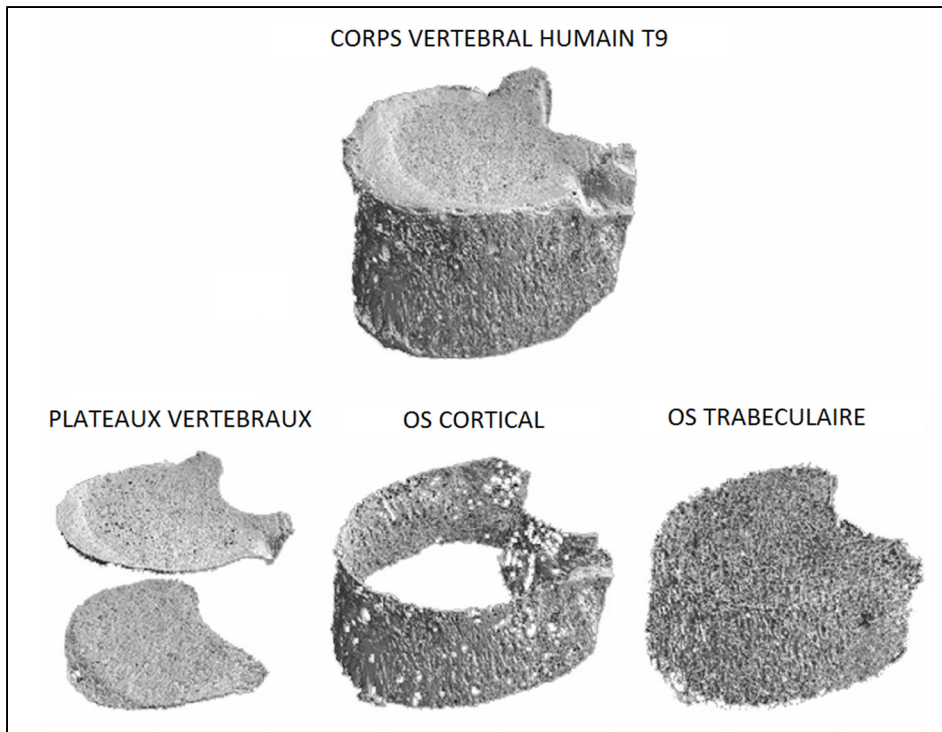 CORPS VERTEBRAL HUMAIN T9
PLATEAUX VERTEBRAUX
OS CORTICAL
OS TRABECULAIRE